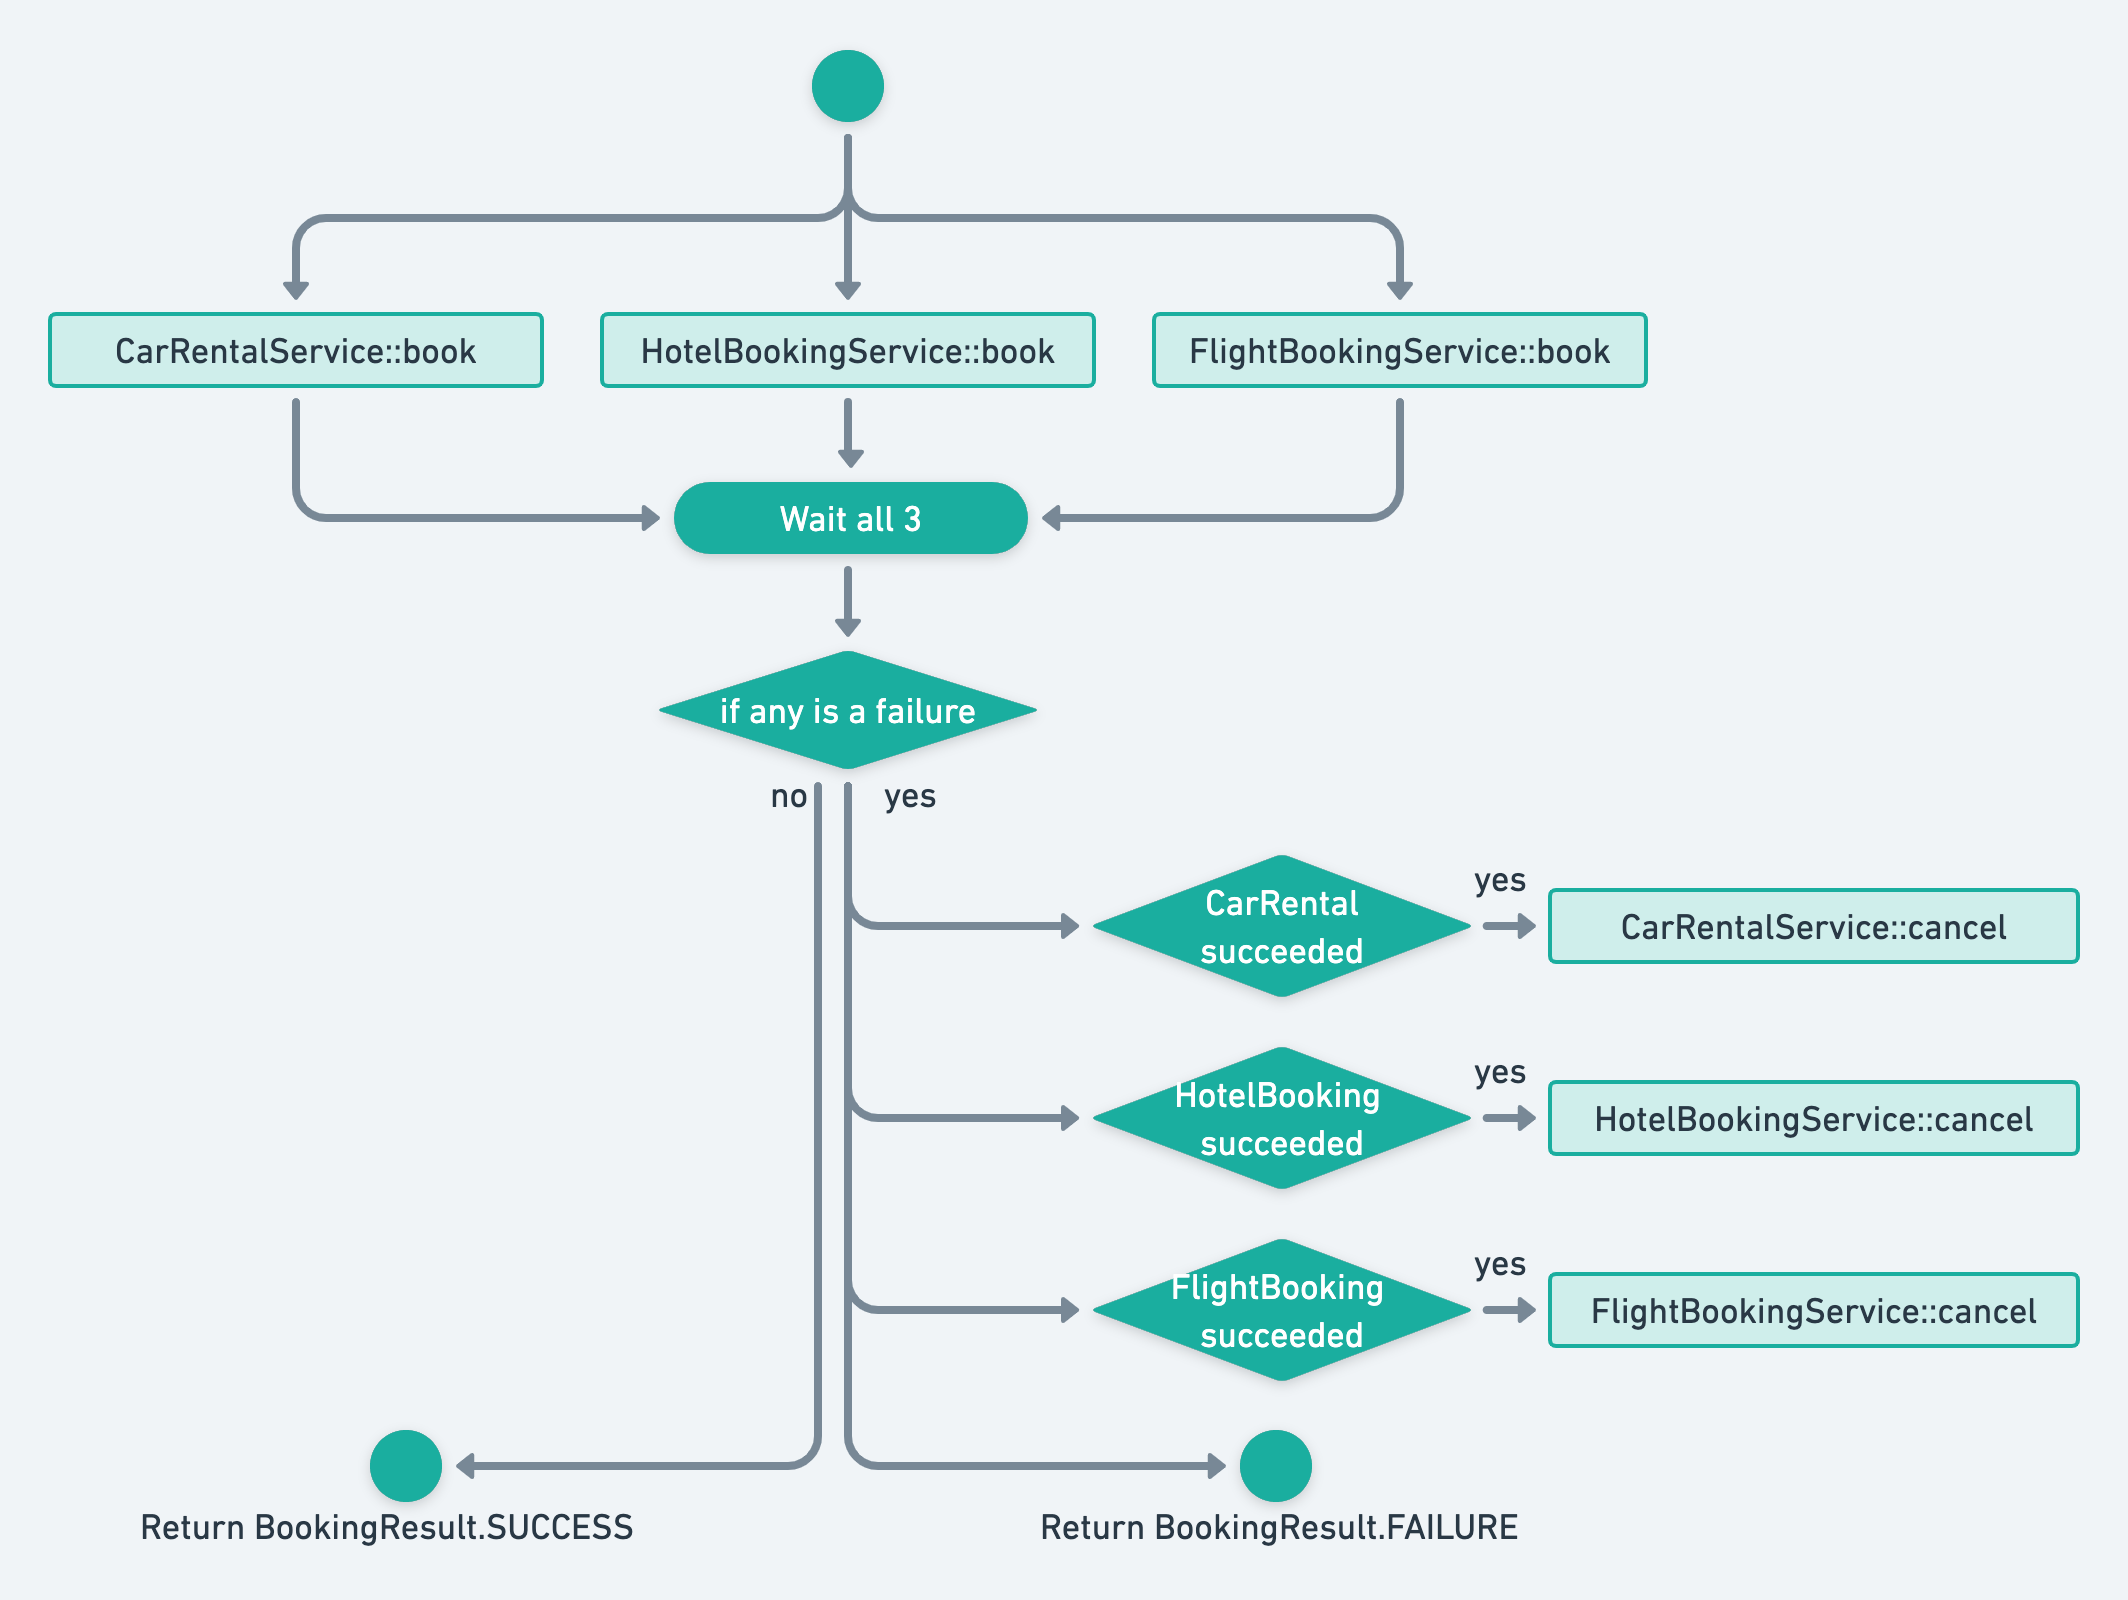 CarRentalService::book
HotelBookingService::book
FlightBookingService::book
Wait all 3
if any is a failure
no
yes
CarRental
succeeded
yes
CarRentalService::cancel
HotelBooking
succeeded
yes
HotelBookingService::cancel
FlightBooking
succeeded
yes
FlightBookingService::cancel
Return BookingResult.SUCCESS
Return BookingResult.FAILURE